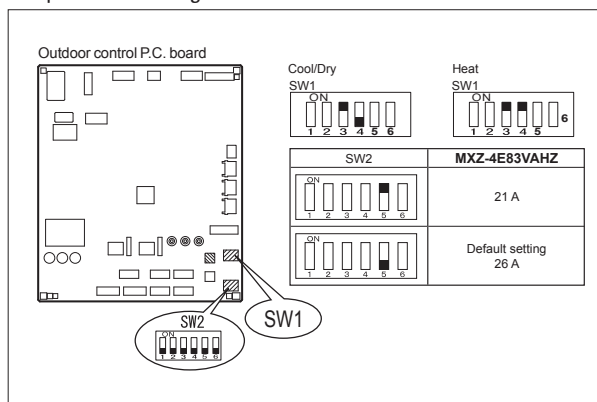 Outdoor control P.C. board
Cool/Dry
SW1
ON
1 2 3 4 5 6
Heat
SW1
ON
1 2 3 4 5 6
SW2 MXZ-4E83VAHZ
ON
1 2 3 4 5 6
21 A
ON
1 2 3 4 5 6
Default setting
26 A
SW1
SW2
ON
1 2 3 4 5 6